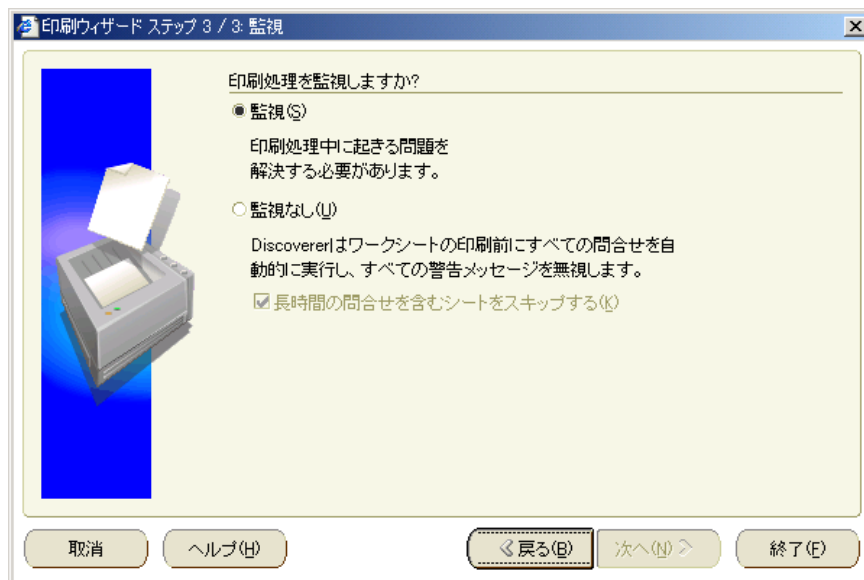 印刷ウィザード ステップ 3 / 3: 監視
印刷処理を監視しますか?
監視(S)
印刷処理中に起きる問題を
解決する必要があります。
監視なし(U)
Discovererはワークシートの印刷前にすべての問合せを自
動的に実行し、すべての警告メッセージを無視します。
長時間の問合せを含むシートをスキップする(K)
取消
ヘルプ(H)
戻る(B)
次へ(N)
終了(F)